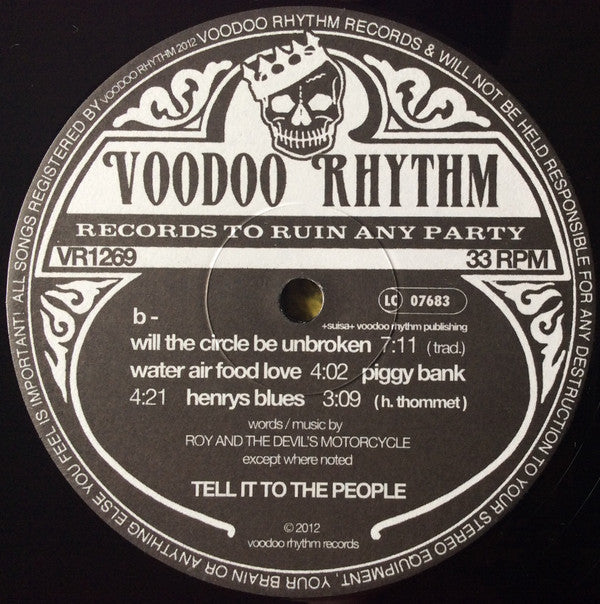 VOODOO RHYTHM RECORDS & WILL NOT BE HELD RESPONSIBLE FOR ANY DESTRUCTION TO YOUR STEREO EQUIPMENT, YOUR BRAIN OR ANYTHING ELSE YOU FEEL IS IMPORTANT! ALL SONGS REGISTERED BY VOODOO RHYTHM 2012
VOODOO RHYTHM
RECORDS TO RUIN ANY PARTY
VR1269 33 RPM
LC 07683
b -
+suisa+ voodoo rhythm publishing
will the circle be unbroken 7:11 (trad.)
water air food love 4:02 piggy bank
4:21 henrys blues 3:09 (h. thommet)
words / music by
ROY AND THE DEVIL'S MOTORCYCLE
except where noted
TELL IT TO THE PEOPLE
© 2012
voodoo rhythm records